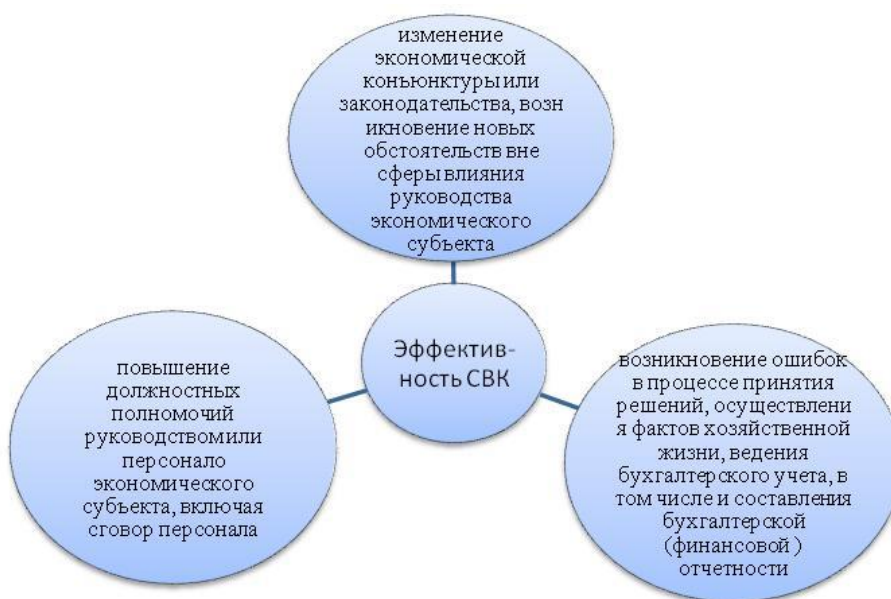 изменение
экономической
конъюнктуры или
законодательства, возн
икновение новых
обстоятельств вне
сферы влияния
руководства
экономического
субъекта
Эффектив-
ность СВК
повышение
должностных
полномочий
руководством или
персонало
экономического
субъекта, включая
сговор персонала
возникновение ошибок
в процессе принятия
решений, осуществлени
я фактов хозяйственной
жизни, ведения
бухгалтерского учета, в
том числе и составления
бухгалтерской
(финансовой )
отчетности